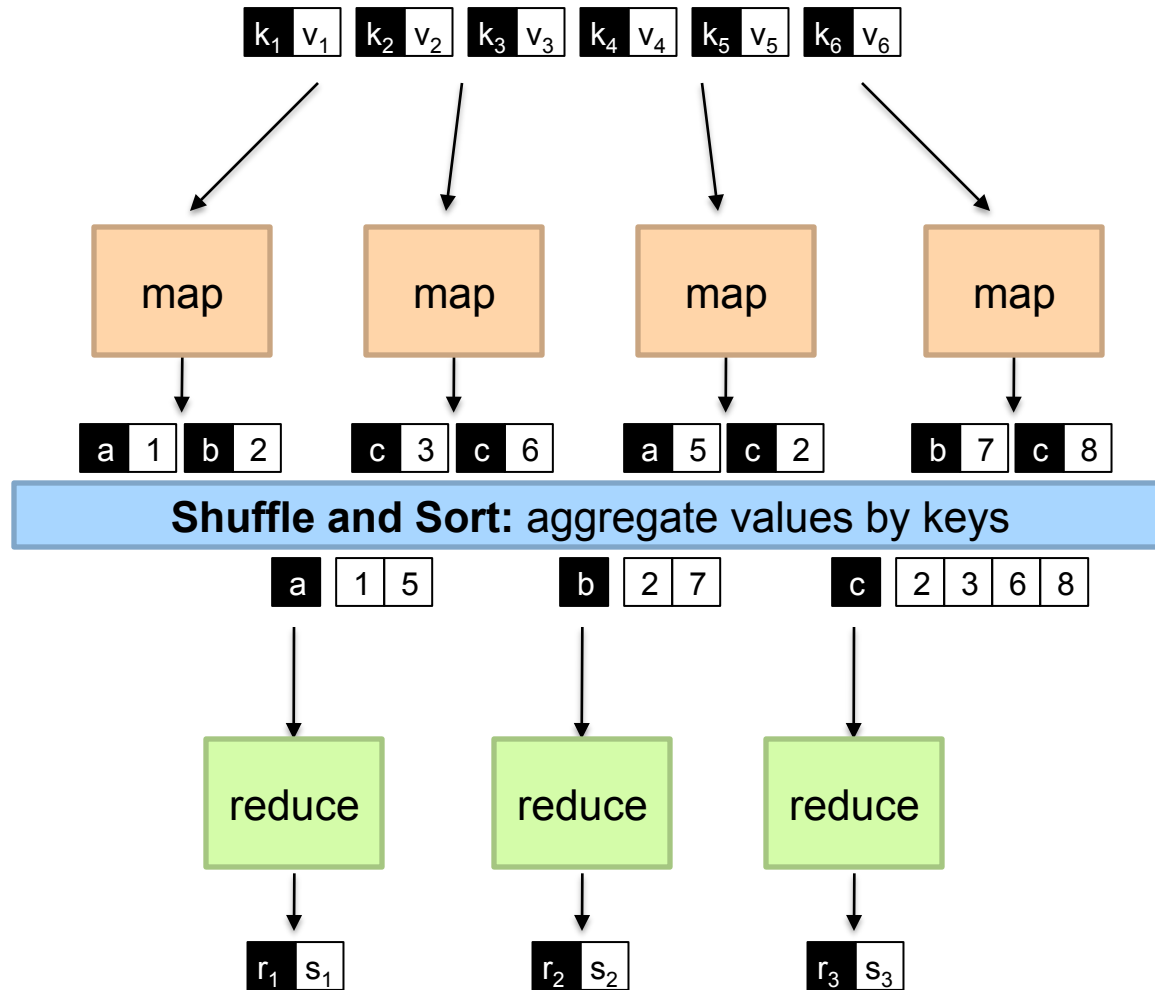 k₁ v₁ k₂ v₂ k₃ v₃ k₄ v₄ k₅ v₅ k₆ v₆
map map map map
a 1 b 2 c 3 c 6 a 5 c 2 b 7 c 8
Shuffle and Sort: aggregate values by keys
a 1 5 b 2 7 c 2 3 6 8
reduce reduce reduce
r₁ s₁ r₂ s₂ r₃ s₃